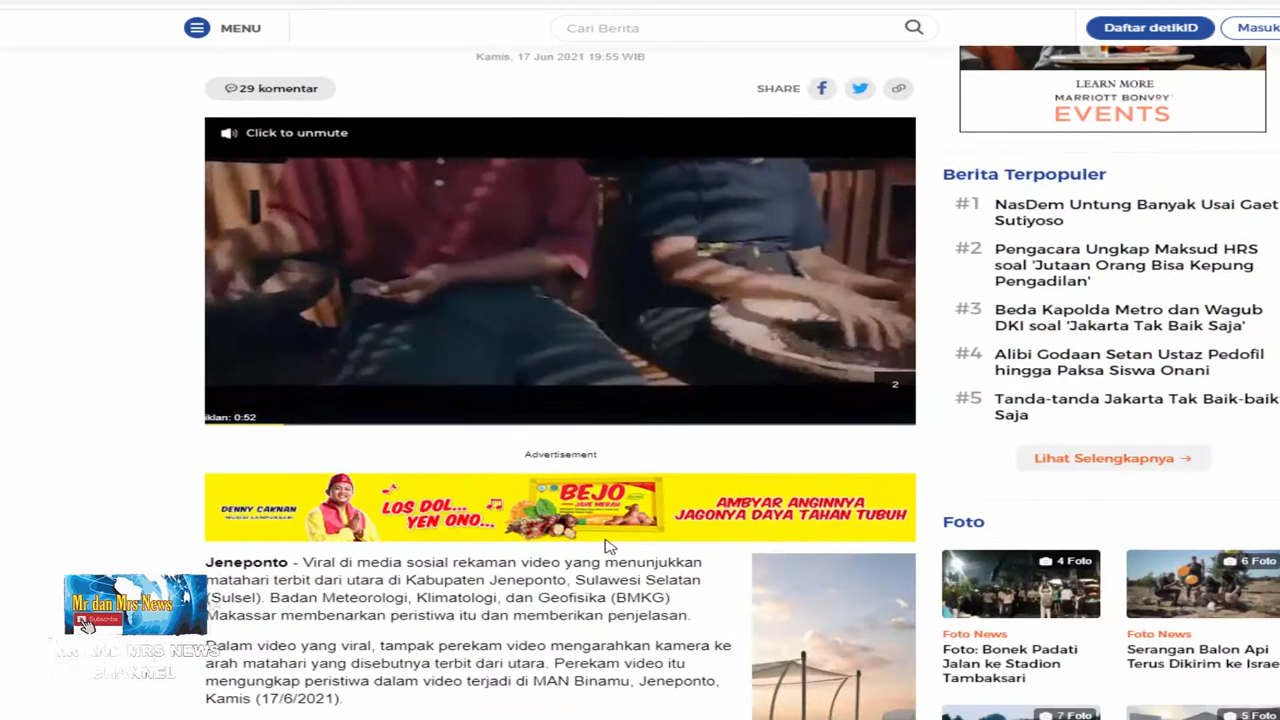 MENU
Cari Berita
Daftar detikID
Masuk
Kamis, 17 Jun 2021 19:55 WIB
29 komentar
SHARE
LEARN MORE
MARRIOTT BONVOY
EVENTS
Click to unmute
2
iklan: 0:52
Berita Terpopuler
#1 NasDem Untung Banyak Usai Gaet
Sutiyoso
#2 Pengacara Ungkap Maksud HRS
soal 'Jutaan Orang Bisa Kepung
Pengadilan'
#3 Beda Kapolda Metro dan Wagub
DKI soal 'Jakarta Tak Baik Saja'
#4 Alibi Godaan Setan Ustaz Pedofil
hingga Paksa Siswa Onani
#5 Tanda-tanda Jakarta Tak Baik-baik
Saja
Lihat Selengkapnya →
Advertisement
DENNY CAKNAN
LOS DOL...
YEN ONO...
BEJO
JAHE MERAH
AMBYAR ANGINNYA
JAGONYA DAYA TAHAN TUBUH
Jeneponto - Viral di media sosial rekaman video yang menunjukkan
matahari terbit dari utara di Kabupaten Jeneponto, Sulawesi Selatan
(Sulsel). Badan Meteorologi, Klimatologi, dan Geofisika (BMKG)
Makassar membenarkan peristiwa itu dan memberikan penjelasan.
Dalam video yang viral, tampak perekam video mengarahkan kamera ke
arah matahari yang disebutnya terbit dari utara. Perekam video itu
mengungkap peristiwa dalam video terjadi di MAN Binamu, Jeneponto,
Kamis (17/6/2021).
Mr dan Mrs News
Subscribe
MR AND MRS NEWS
CHANNEL
Foto
4 Foto
6 Foto
Foto News
Foto: Bonek Padati
Jalan ke Stadion
Tambaksari
Foto News
Serangan Balon Api
Terus Dikirim ke Israe
7 Foto
5 Foto